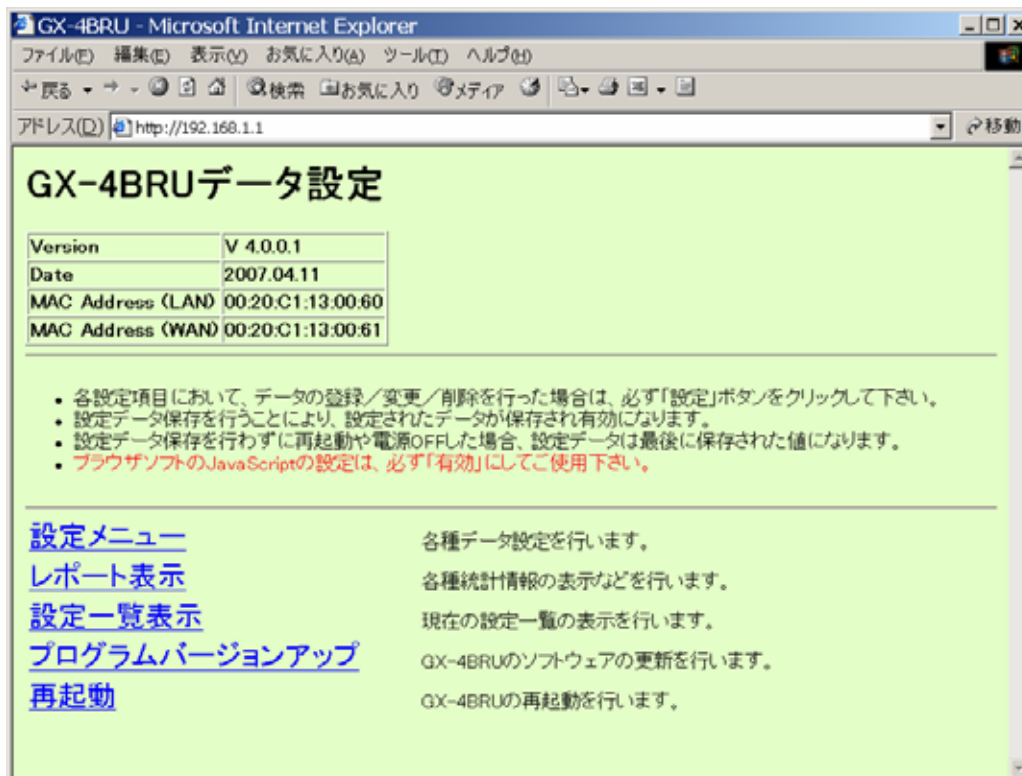 GX-4BRU - Microsoft Internet Explorer
ファイル(F) 編集(E) 表示(V) お気に入り(A) ツール(T) ヘルプ(H)
戻る 検索 お気に入り メディア
アドレス(D) http://192.168.1.1 移動
GX-4BRUデータ設定
Version V 4.0.0.1
Date 2007.04.11
MAC Address (LAN) 00:20:C1:13:00:60
MAC Address (WAN) 00:20:C1:13:00:61
・各設定項目において、データの登録／変更／削除を行った場合は、必ず「設定」ボタンをクリックして下さい。
・設定データ保存を行うことにより、設定されたデータが保存され有効になります。
・設定データ保存を行わずに再起動や電源OFFした場合、設定データは最後に保存された値になります。
・ブラウザソフトのJavaScriptの設定は、必ず「有効」にしてご使用下さい。
設定メニュー 各種データ設定を行います。
レポート表示 各種統計情報の表示などを行います。
設定一覧表示 現在の設定一覧の表示を行います。
プログラムバージョンアップ GX-4BRUのソフトウェアの更新を行います。
再起動 GX-4BRUの再起動を行います。